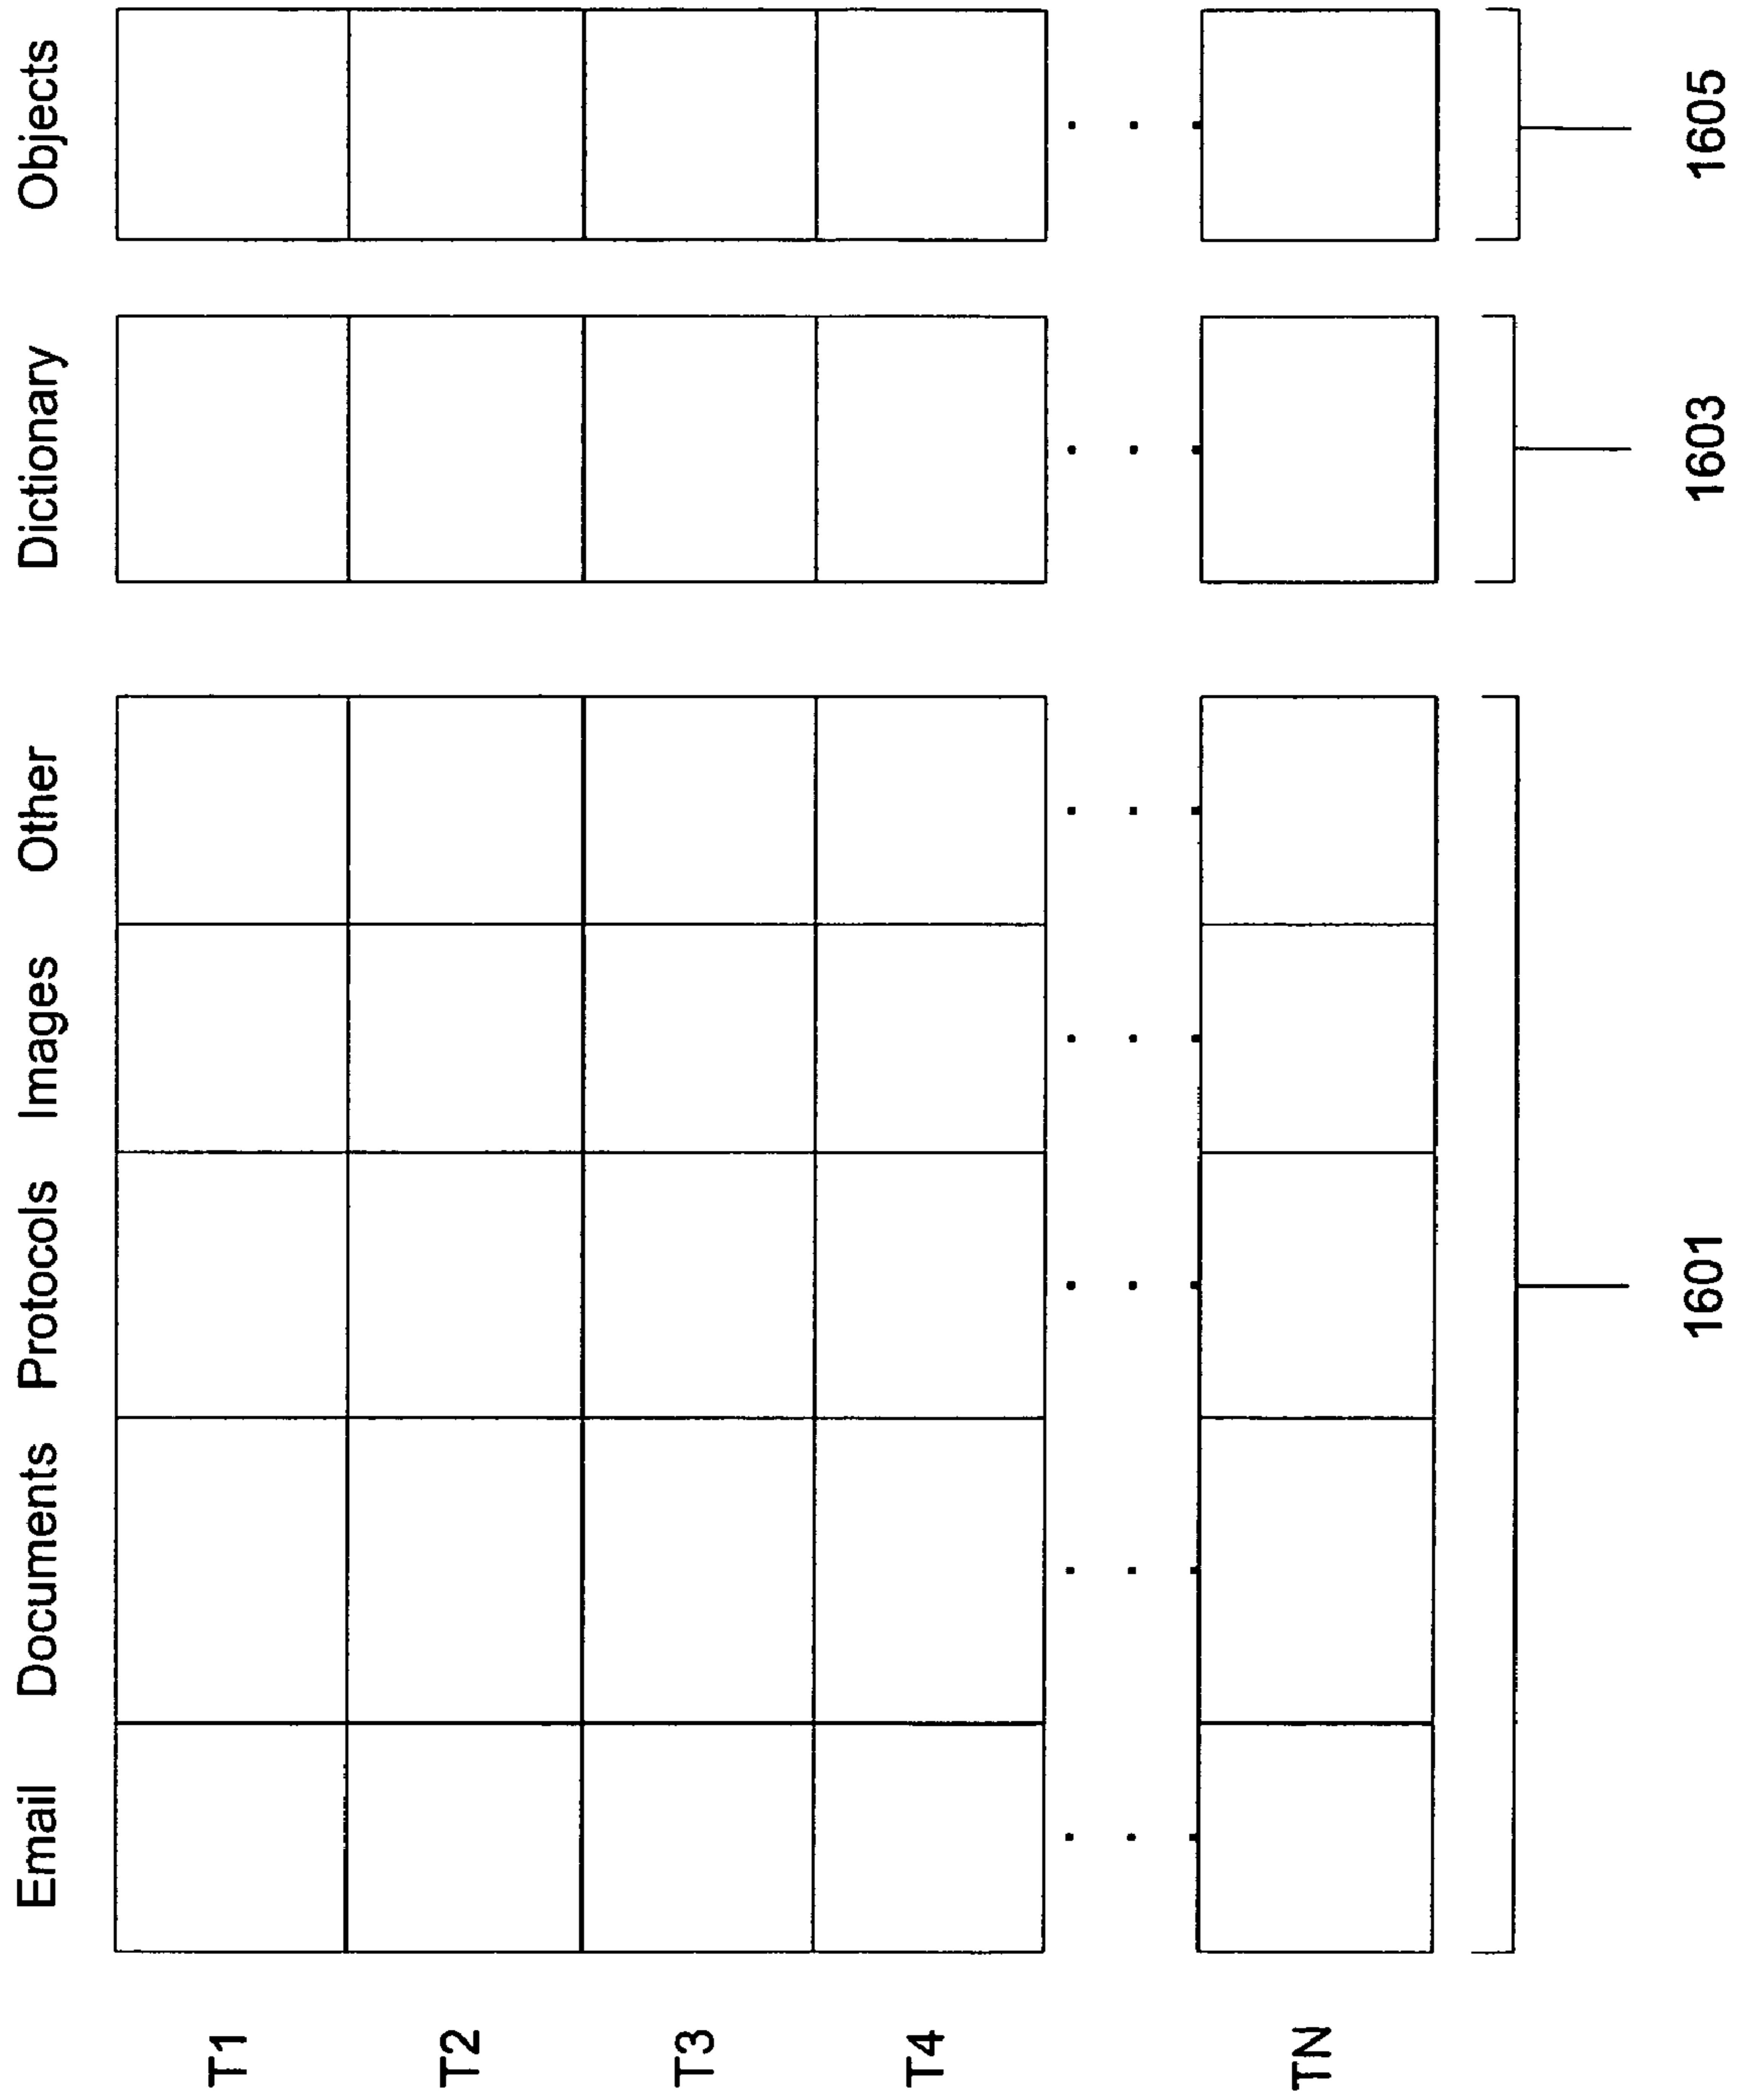 Email Documents Protocols Images Other Dictionary Objects
T1
T2
T3
T4
TN
1601 1603 1605